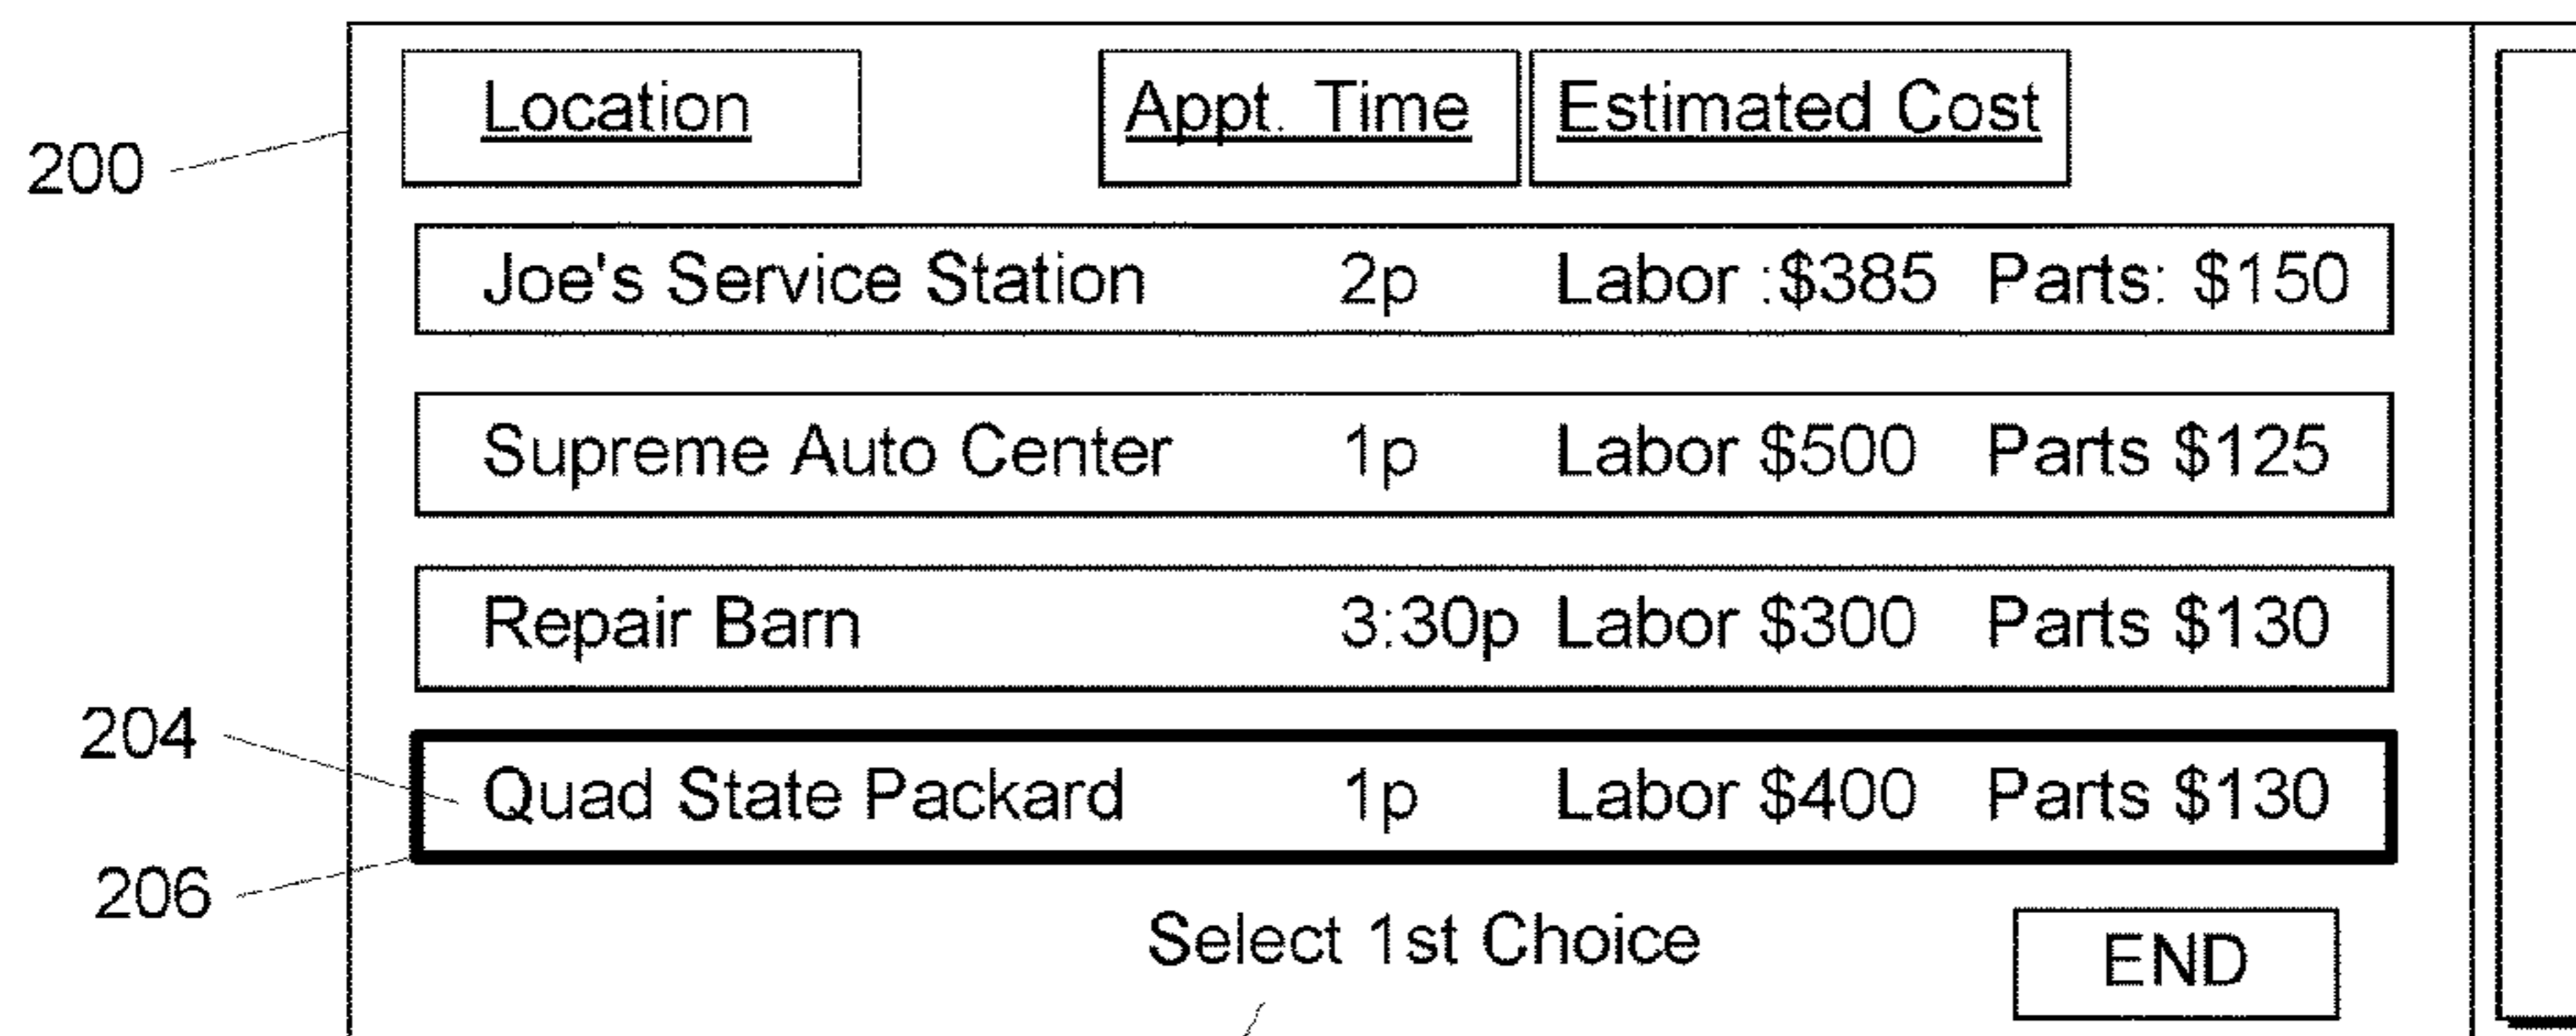 Location Appt. Time Estimated Cost
200
Joe's Service Station 2p Labor :$385 Parts: $150
Supreme Auto Center 1p Labor $500 Parts $125
Repair Barn 3:30p Labor $300 Parts $130
204
Quad State Packard 1p Labor $400 Parts $130
206
Select 1st Choice
END